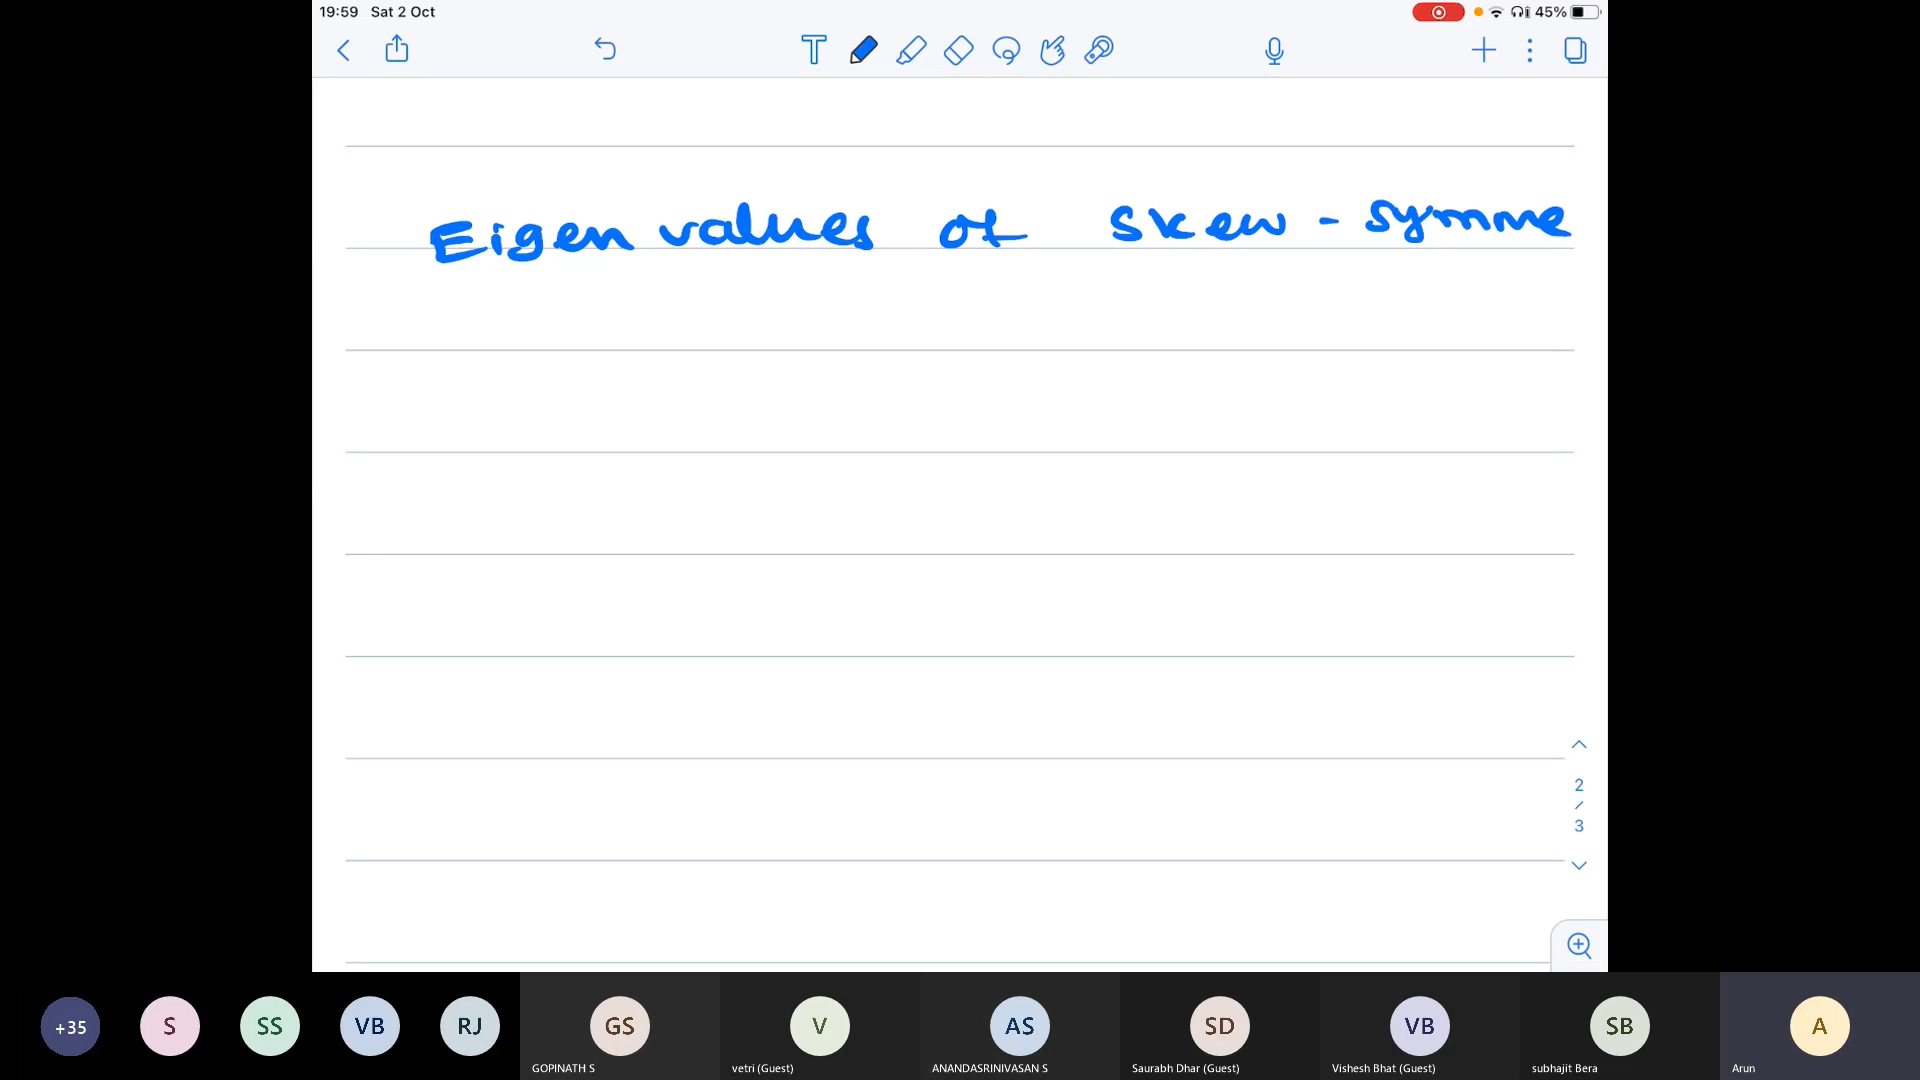 19:59 Sat 2 Oct 45%
Eigen values of skew - symme
2
3
+35 S SS VB RJ GS V AS SD VB SB A
GOPINATH S vetri (Guest) ANANDASRINIVASAN S Saurabh Dhar (Guest) Vishesh Bhat (Guest) subhajit Bera Arun